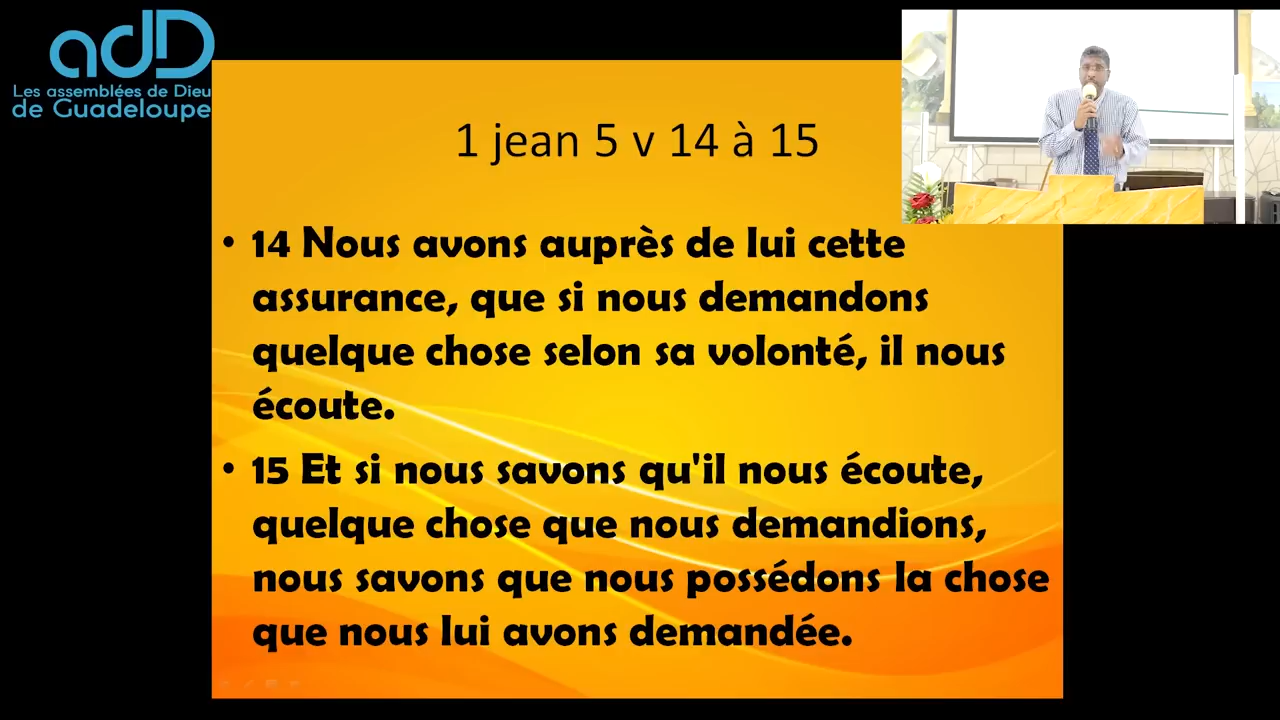 add
Les assemblées de Dieu
de Guadeloupe
1 jean 5 v 14 à 15
• 14 Nous avons auprès de lui cette
assurance, que si nous demandons
quelque chose selon sa volonté, il nous
écoute.
• 15 Et si nous savons qu'il nous écoute,
quelque chose que nous demandions,
nous savons que nous possédons la chose
que nous lui avons demandée.